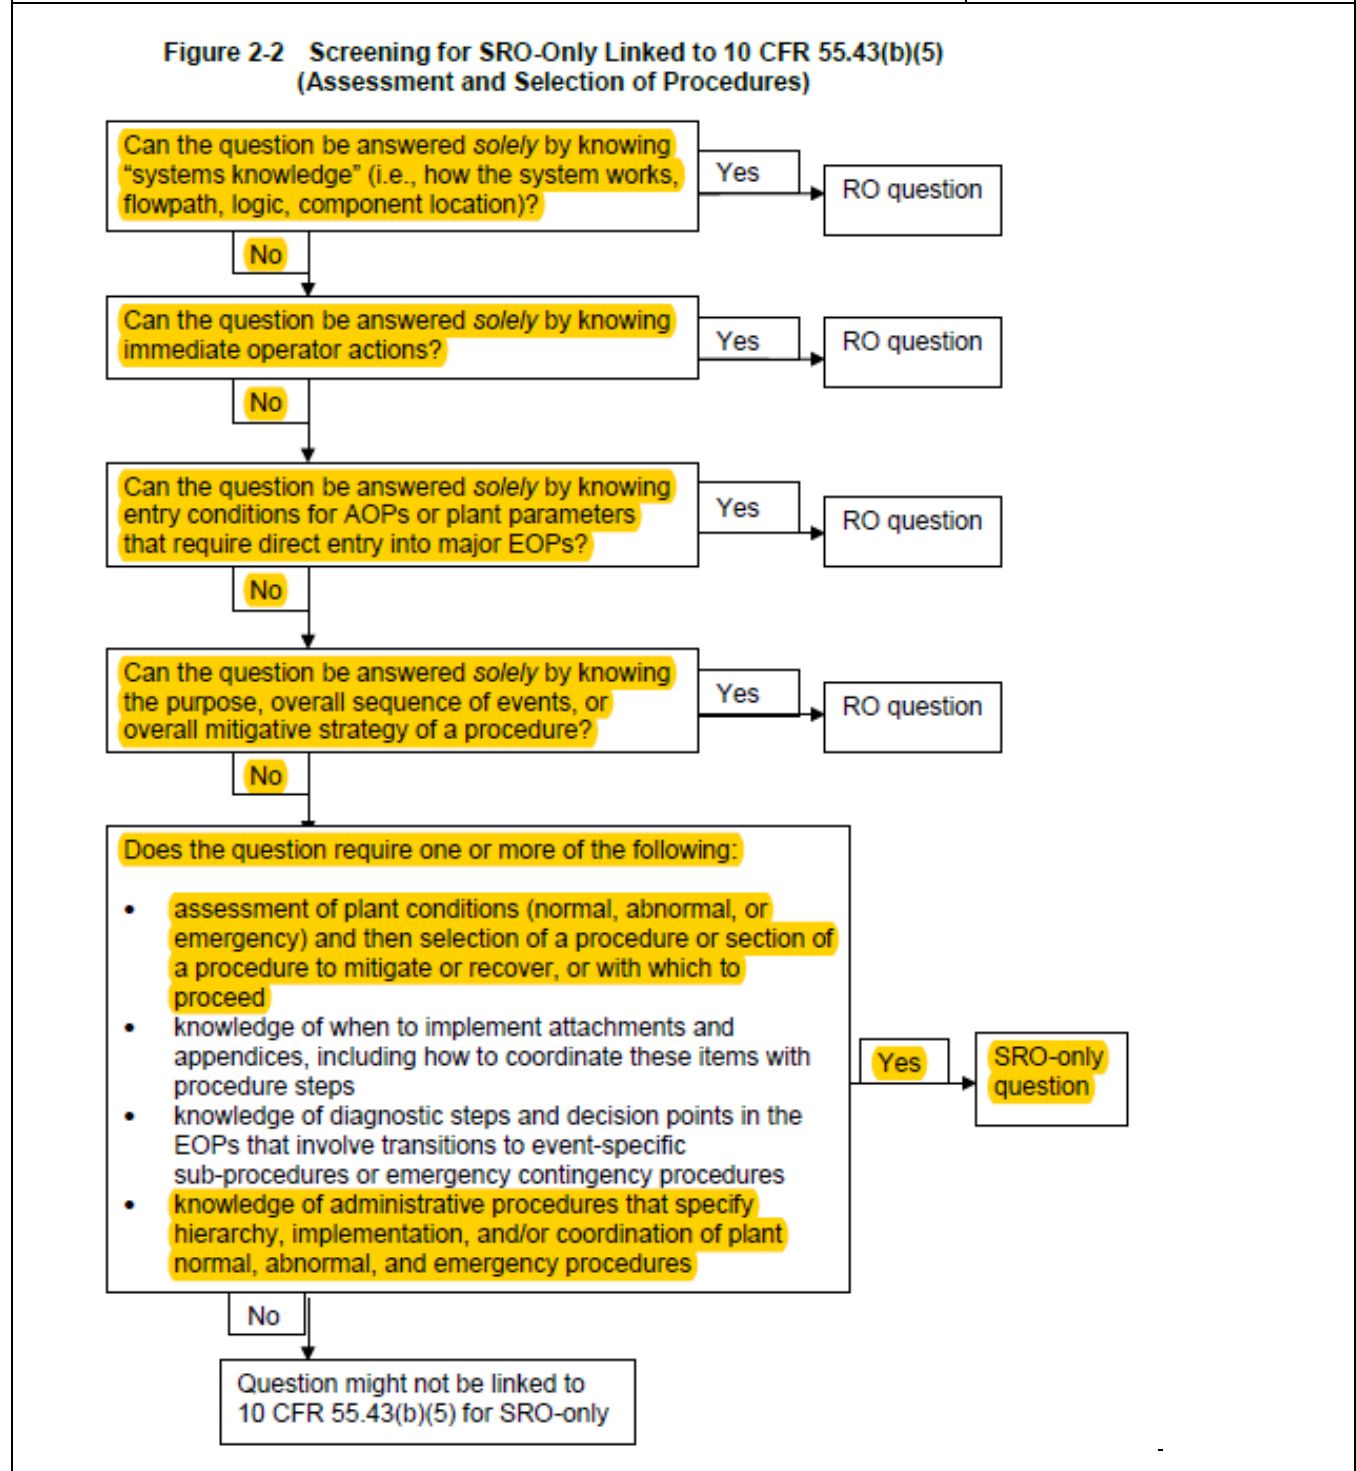 Figure 2-2 Screening for SRO-Only Linked to 10 CFR 55.43(b)(5)
(Assessment and Selection of Procedures)
Can the question be answered solely by knowing
“systems knowledge” (i.e., how the system works,
flowpath, logic, component location)?
Yes
RO question
No
Can the question be answered solely by knowing
immediate operator actions?
Yes
RO question
No
Can the question be answered solely by knowing
entry conditions for AOPs or plant parameters
that require direct entry into major EOPs?
Yes
RO question
No
Can the question be answered solely by knowing
the purpose, overall sequence of events, or
overall mitigative strategy of a procedure?
Yes
RO question
No
Does the question require one or more of the following:
• assessment of plant conditions (normal, abnormal, or
emergency) and then selection of a procedure or section of
a procedure to mitigate or recover, or with which to
proceed
• knowledge of when to implement attachments and
appendices, including how to coordinate these items with
procedure steps
• knowledge of diagnostic steps and decision points in the
EOPs that involve transitions to event-specific
sub-procedures or emergency contingency procedures
• knowledge of administrative procedures that specify
hierarchy, implementation, and/or coordination of plant
normal, abnormal, and emergency procedures
Yes
SRO-only
question
No
Question might not be linked to
10 CFR 55.43(b)(5) for SRO-only
-